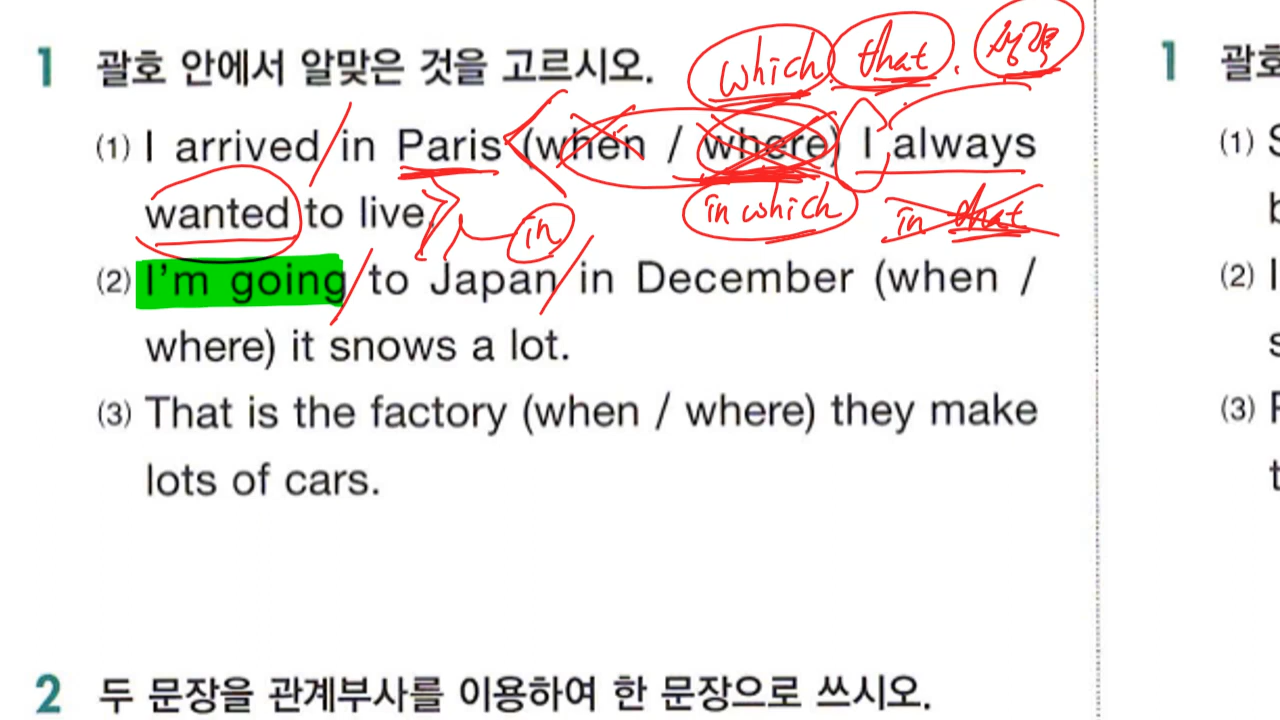 which, that, 생략
1 괄호 안에서 알맞은 것을 고르시오.
(1) I arrived in Paris (when / where) I always
wanted to live.
in
in which
in that
(2) I'm going to Japan in December (when /
where) it snows a lot.
(3) That is the factory (when / where) they make
lots of cars.
2 두 문장을 관계부사를 이용하여 한 문장으로 쓰시오.
1 괄호
(1) S
b
(2) I
s
(3)
t